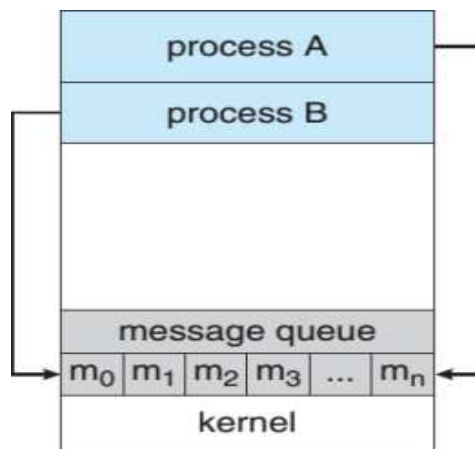 process A
process B
message queue
m₀ m₁ m₂ m₃ ... mₙ
kernel